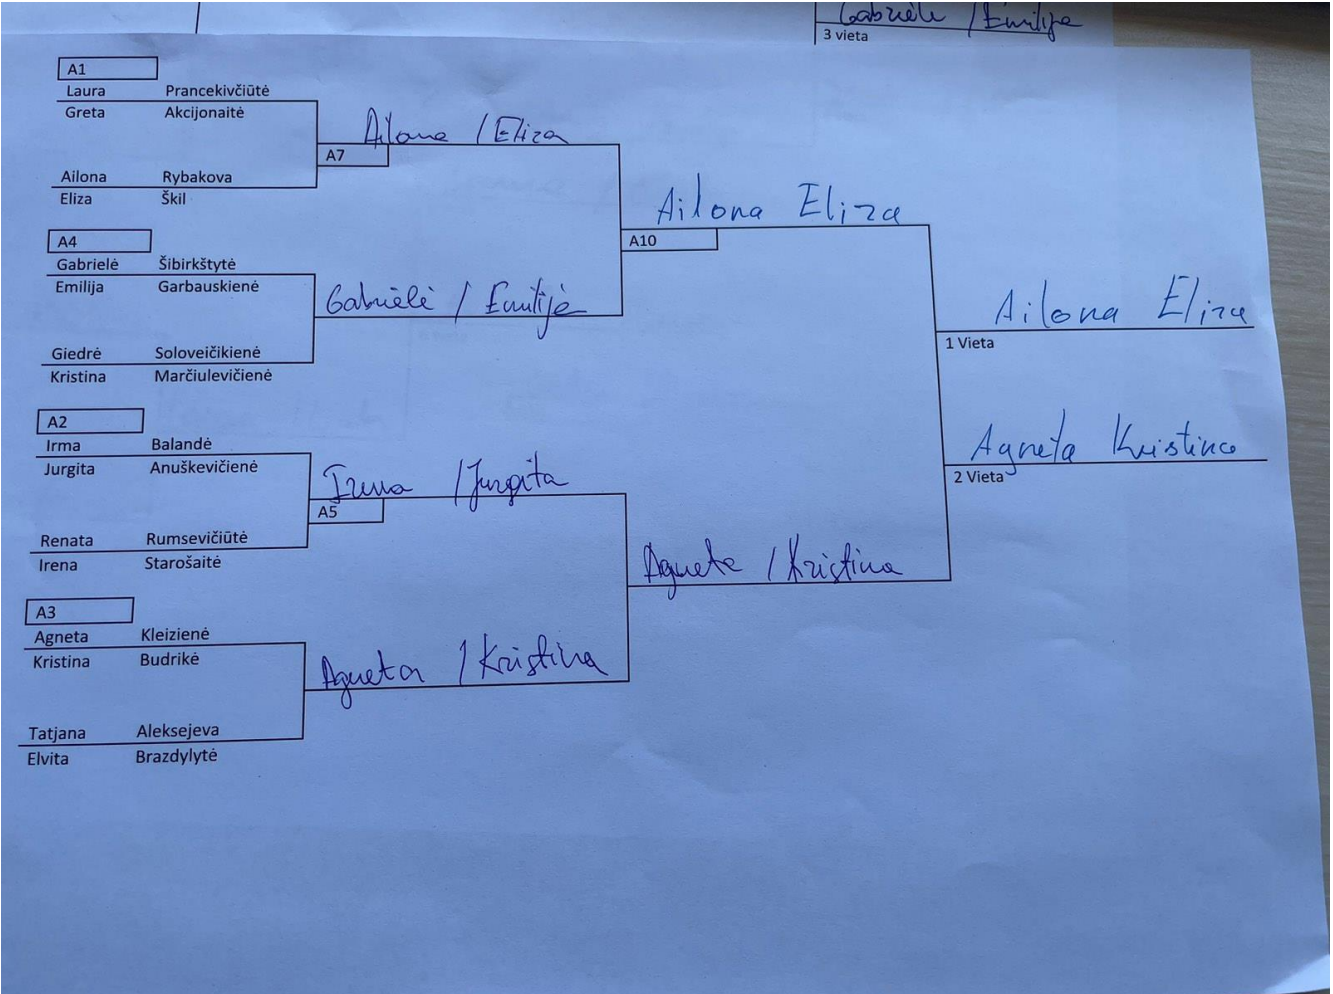 Gabrielė / Emilija
3 vieta
A1
Laura Prancekivčiūtė
Greta Akcijonaitė
Ailona / Eliza
A7
Ailona Rybakova
Eliza Škil
Ailona Eliza
A10
A4
Gabrielė Šibirkštytė
Emilija Garbauskienė
Gabrielė / Emilija
Ailona Eliza
1 Vieta
Giedrė Soloveičikienė
Kristina Marčiulevičienė
A2
Irma Balandė
Jurgita Anuškevičienė
Agneta Kristina
2 Vieta
/ Jurgita
A5
Renata Rumsevičiūtė
Irena Starošaitė
Agneta / Kristina
A3
Agneta Kleizienė
Kristina Budrikė
Agneta / Kristina
Tatjana Aleksejeva
Elvita Brazdylytė